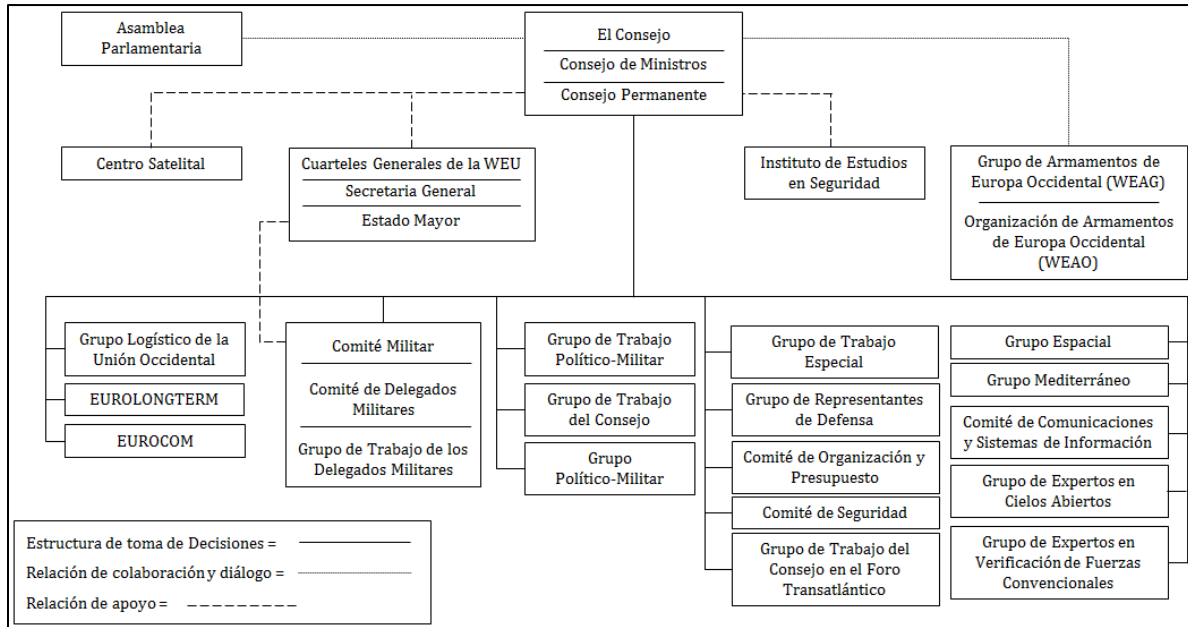 Asamblea
Parlamentaria
El Consejo
Consejo de Ministros
Consejo Permanente
Centro Satelital
Cuarteles Generales de la WEU
Secretaria General
Estado Mayor
Instituto de Estudios
en Seguridad
Grupo de Armamentos de
Europa Occidental (WEAG)
Organización de Armamentos
de Europa Occidental
(WEAO)
Grupo Logístico de la
Unión Occidental
EUROLONGTERM
EUROCOM
Comité Militar
Comité de Delegados
Militares
Grupo de Trabajo de los
Delegados Militares
Grupo de Trabajo
Político-Militar
Grupo de Trabajo
del Consejo
Grupo
Político-Militar
Grupo de Trabajo
Especial
Grupo de Representantes
de Defensa
Comité de Organización y
Presupuesto
Comité de Seguridad
Grupo de Trabajo del
Consejo en el Foro
Transatlántico
Grupo Espacial
Grupo Mediterráneo
Comité de Comunicaciones
y Sistemas de Información
Grupo de Expertos en
Cielos Abiertos
Grupo de Expertos en
Verificación de Fuerzas
Convencionales
Estructura de toma de Decisiones =
Relación de colaboración y diálogo =
Relación de apoyo =